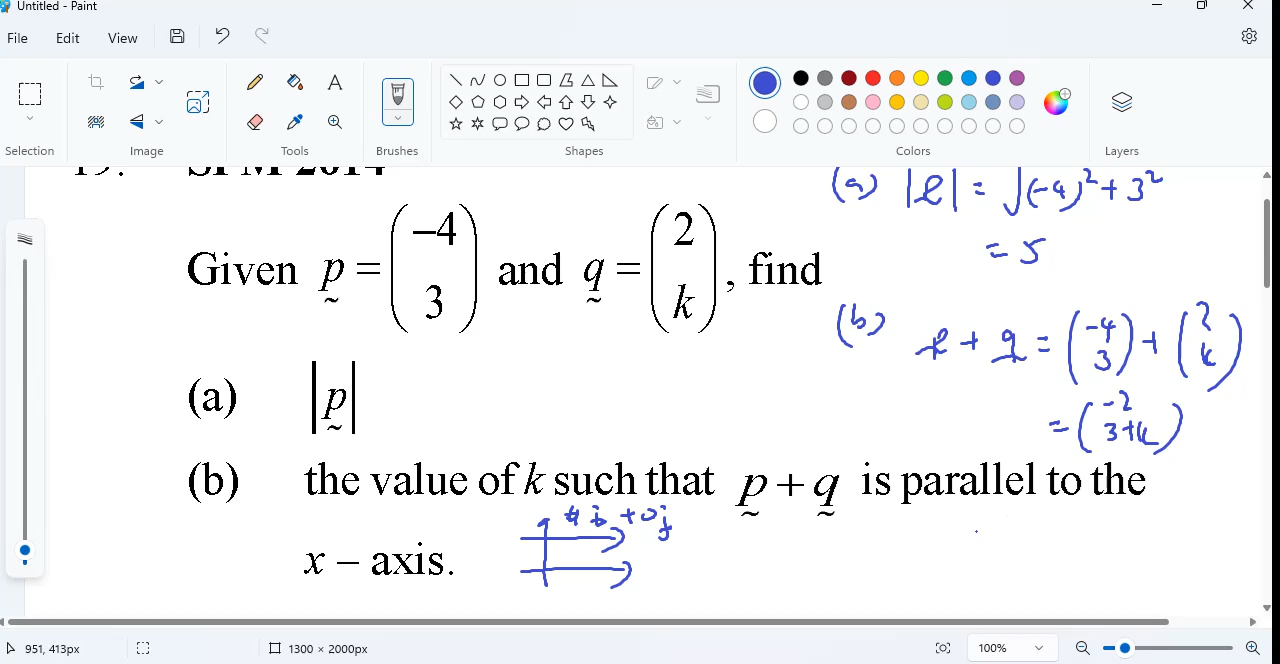 Untitled - Paint
File Edit View
Selection Image Tools Brushes Shapes Colors Layers
19. SPM 2014
Given p = (−4 3) and q = (2 k), find
(a) |p|
(b) the value of k such that p + q is parallel to the
x – axis.
(a) |p| = √(-4)² + 3²
= 5
(b) p + q = (-4 3) + (2 k)
= (-2 3+k)
i + 0j
951, 413px 1300 × 2000px 100%